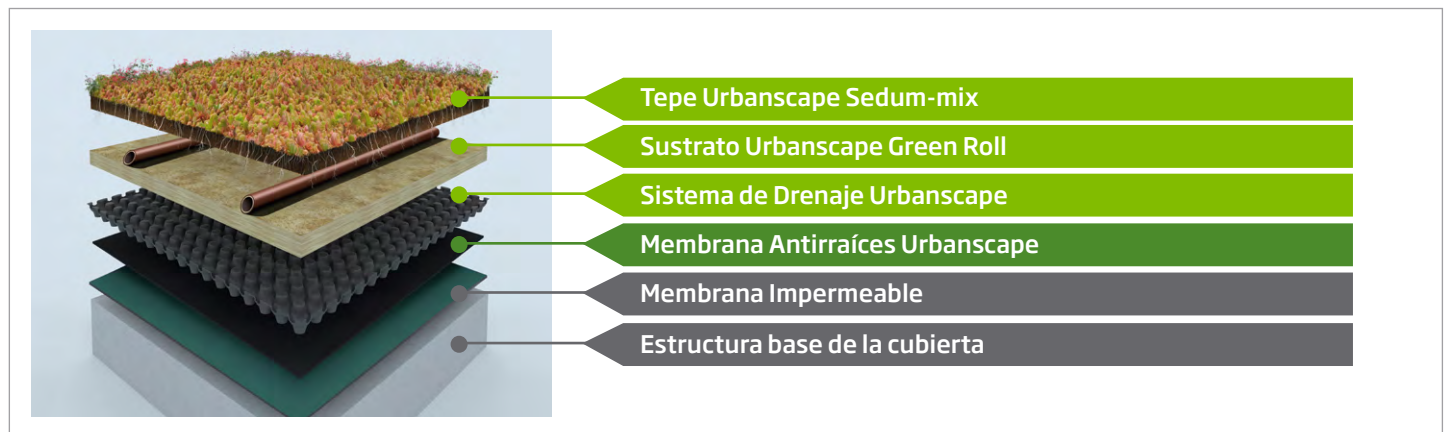 Tepe Urbanscape Sedum-mix
Sustrato Urbanscape Green Roll
Sistema de Drenaje Urbanscape
Membrana Antirraíces Urbanscape
Membrana Impermeable
Estructura base de la cubierta